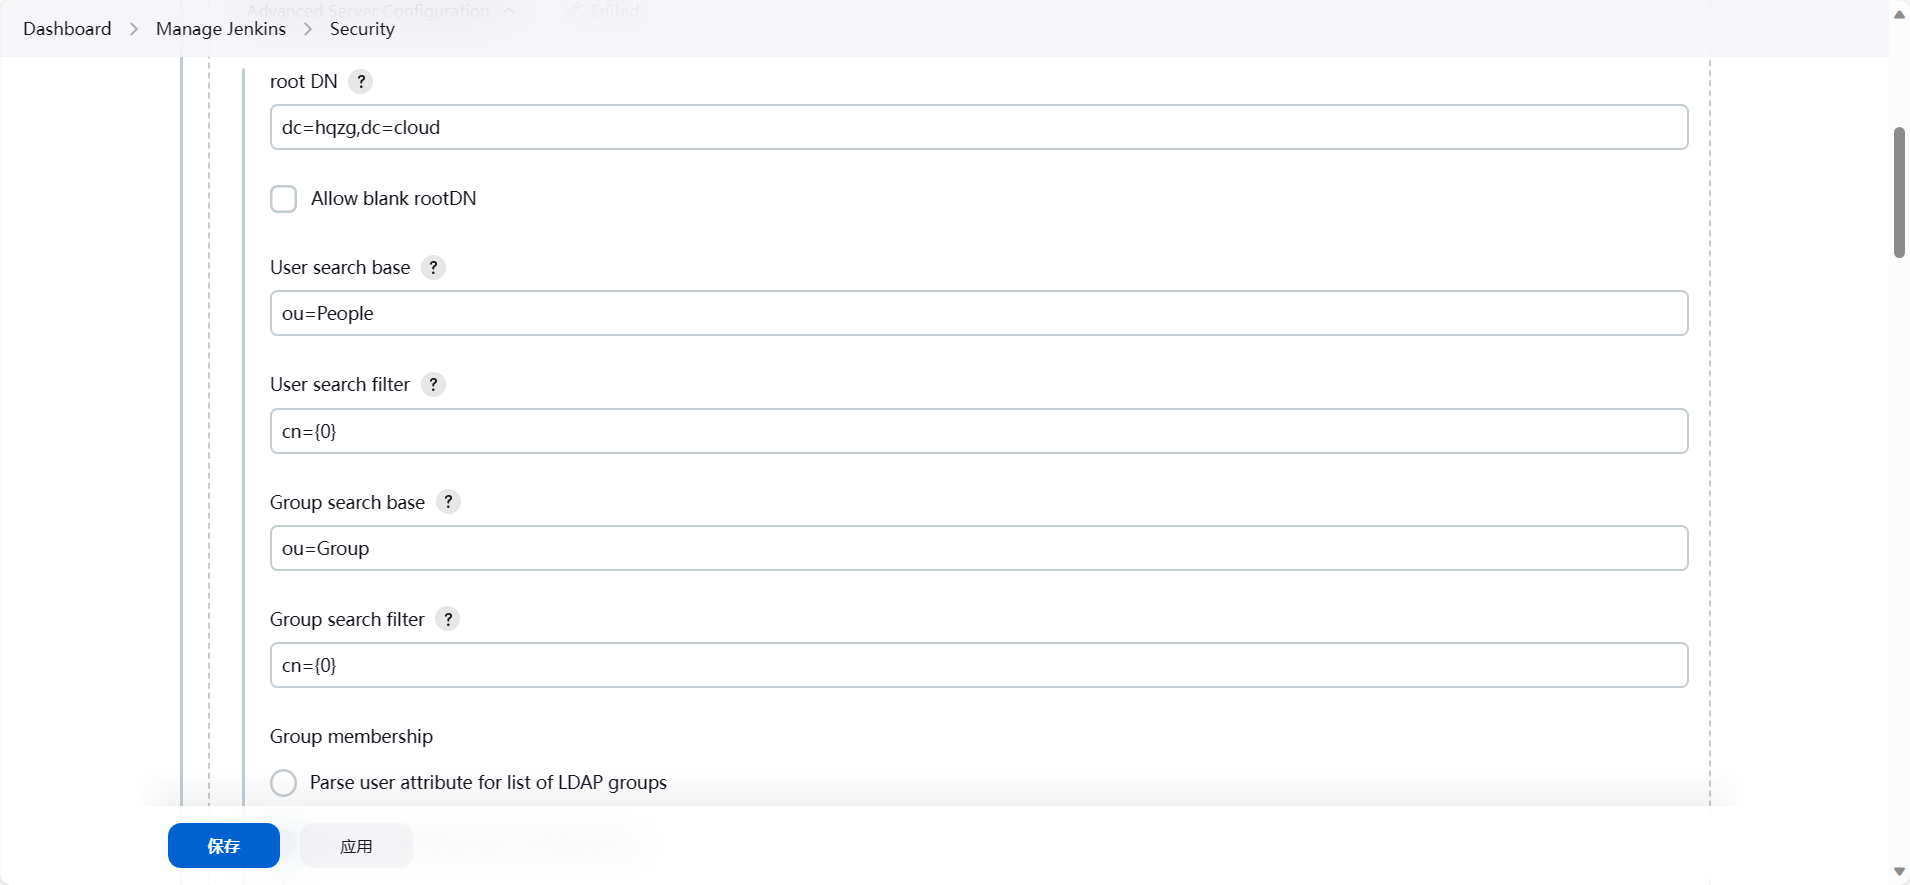 Advanced Server Configuration Edited
Dashboard > Manage Jenkins > Security
root DN ?
dc=hqzg,dc=cloud
Allow blank rootDN
User search base ?
ou=People
User search filter ?
cn={0}
Group search base ?
ou=Group
Group search filter ?
cn={0}
Group membership
Parse user attribute for list of LDAP groups
保存 应用